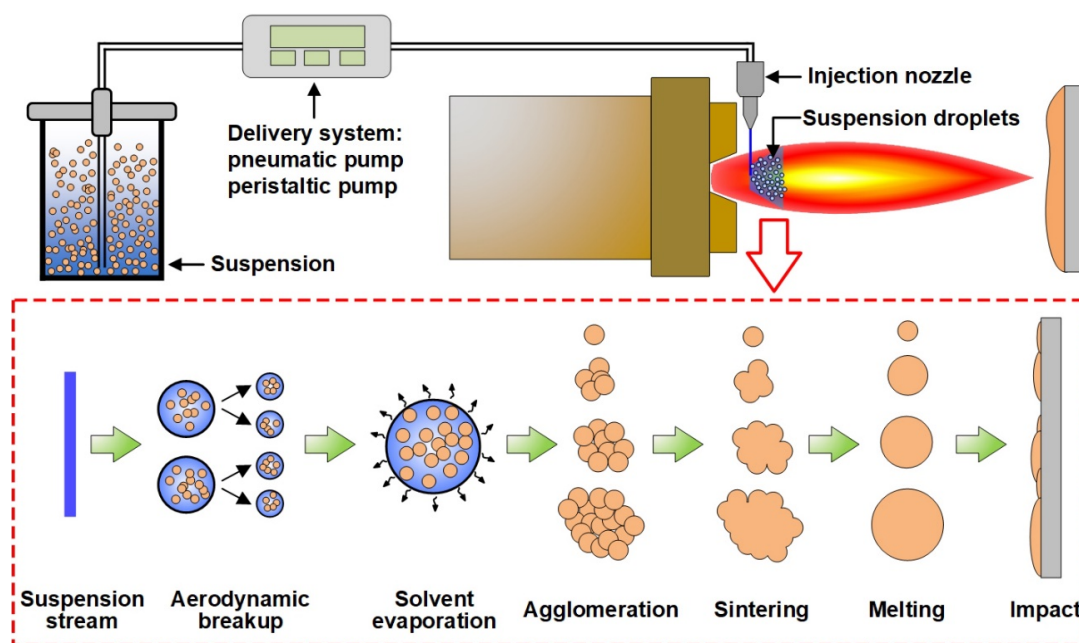 Injection nozzle
Suspension droplets
Delivery system:
pneumatic pump
peristaltic pump
Suspension
Suspension
stream
Aerodynamic
breakup
Solvent
evaporation
Agglomeration
Sintering
Melting
Impact